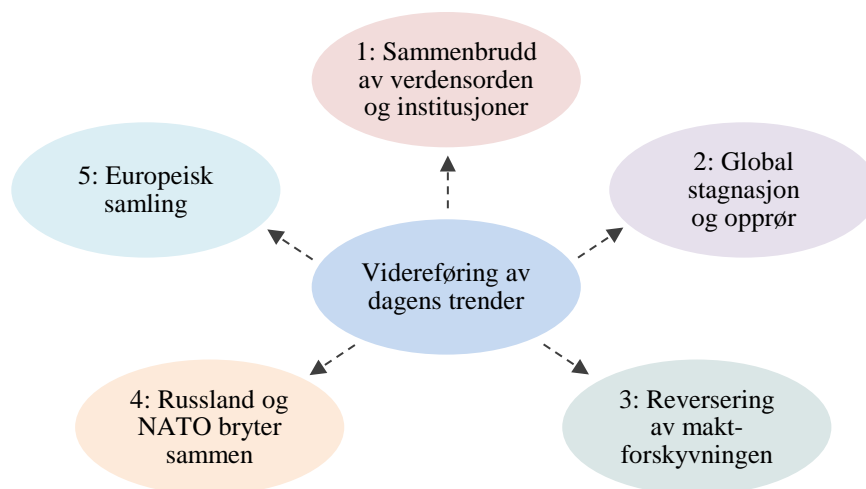 1: Sammenbrudd
av verdensorden
og institusjoner
2: Global
stagnasjon
og opprør
3: Reversering
av makt-
forskyvningen
4: Russland og
NATO bryter
sammen
5: Europeisk
samling
Videreføring av
dagens trender